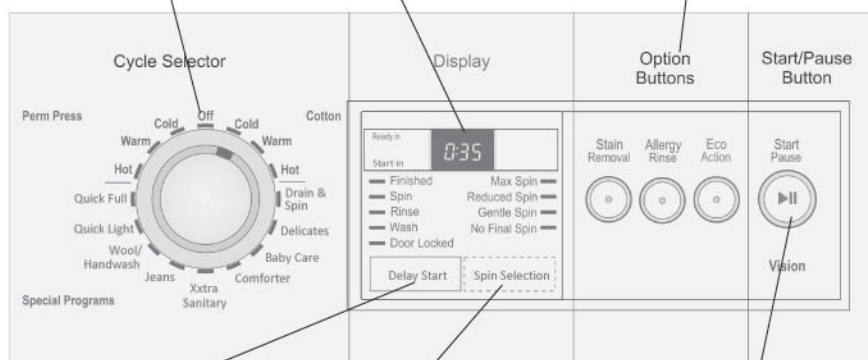 Cycle Selector
Display
Option
Buttons
Start/Pause
Button
Perm Press
Cotton
Off
Cold
Cold
Warm
Warm
Hot
Hot
Quick Full
Drain &
Spin
Quick Light
Delicates
Wool/
Handwash
Baby Care
Jeans
Comforter
Xxtra
Sanitary
Special Programs
Ready in
0:35
Start in
Finished
Spin
Rinse
Wash
Door Locked
Max Spin
Reduced Spin
Gentle Spin
No Final Spin
Delay Start
Spin Selection
Stain
Removal
Allergy
Rinse
Eco
Action
Start
Pause
Vision